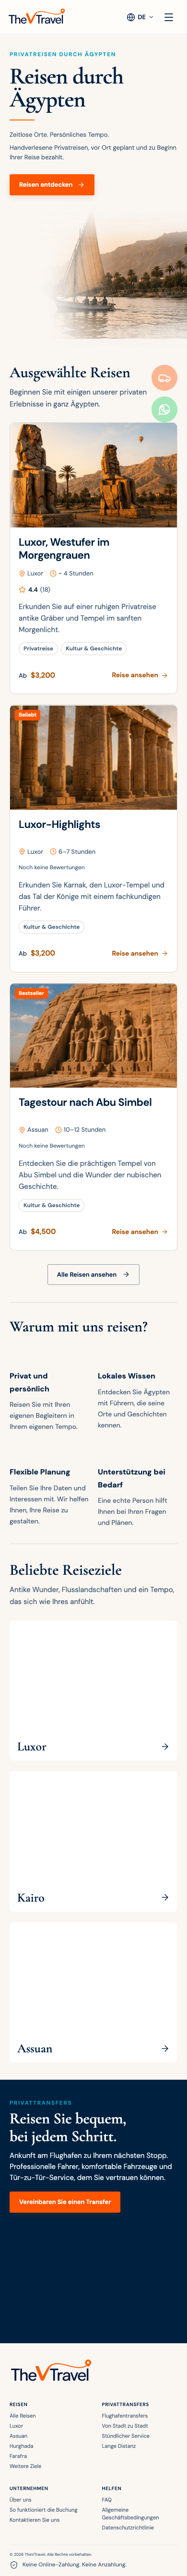 TheVTravel
DE
PRIVATREISEN DURCH ÄGYPTEN
Reisen durch
Ägypten
Zeitlose Orte. Persönliches Tempo.
Handverlesene Privatreisen, vor Ort geplant und zu Beginn
Ihrer Reise bezahlt.
Reisen entdecken →
Ausgewählte Reisen
Beginnen Sie mit einigen unserer privaten
Erlebnisse in ganz Ägypten.
Luxor, Westufer im
Morgengrauen
Luxor ~ 4 Stunden
4.4 (18)
Erkunden Sie auf einer ruhigen Privatreise
antike Gräber und Tempel im sanften
Morgenlicht.
Privatreise Kultur & Geschichte
Ab $3,200 Reise ansehen →
Beliebt
Luxor-Highlights
Luxor 6–7 Stunden
Noch keine Bewertungen
Erkunden Sie Karnak, den Luxor-Tempel und
das Tal der Könige mit einem fachkundigen
Führer.
Kultur & Geschichte
Ab $3,200 Reise ansehen →
Bestseller
Tagestour nach Abu Simbel
Assuan 10–12 Stunden
Noch keine Bewertungen
Entdecken Sie die prächtigen Tempel von
Abu Simbel und die Wunder der nubischen
Geschichte.
Kultur & Geschichte
Ab $4,500 Reise ansehen →
Alle Reisen ansehen →
Warum mit uns reisen?
Privat und
persönlich
Reisen Sie mit Ihren
eigenen Begleitern in
Ihrem eigenen Tempo.
Lokales Wissen
Entdecken Sie Ägypten
mit Führern, die seine
Orte und Geschichten
kennen.
Flexible Planung
Teilen Sie Ihre Daten und
Interessen mit. Wir helfen
Ihnen, Ihre Reise zu
gestalten.
Unterstützung bei
Bedarf
Eine echte Person hilft
Ihnen bei Ihren Fragen
und Plänen.
Beliebte Reiseziele
Antike Wunder, Flusslandschaften und ein Tempo,
das sich wie Ihres anfühlt.
Luxor →
Kairo →
Assuan →
PRIVATTRANSFERS
Reisen Sie bequem,
bei jedem Schritt.
Ankunft am Flughafen zu Ihrem nächsten Stopp.
Professionelle Fahrer, komfortable Fahrzeuge und
Tür-zu-Tür-Service, dem Sie vertrauen können.
Vereinbaren Sie einen Transfer
TheVTravel
REISEN
Alle Reisen
Luxor
Assuan
Hurghada
Farafra
Weitere Ziele
PRIVATTRANSFERS
Flughafentransfers
Von Stadt zu Stadt
Stündlicher Service
Lange Distanz
UNTERNEHMEN
Über uns
So funktioniert die Buchung
Kontaktieren Sie uns
HELFEN
FAQ
Allgemeine
Geschäftsbedingungen
Datenschutzrichtlinie
© 2026 TheVTravel. Alle Rechte vorbehalten.
Keine Online-Zahlung. Keine Anzahlung.